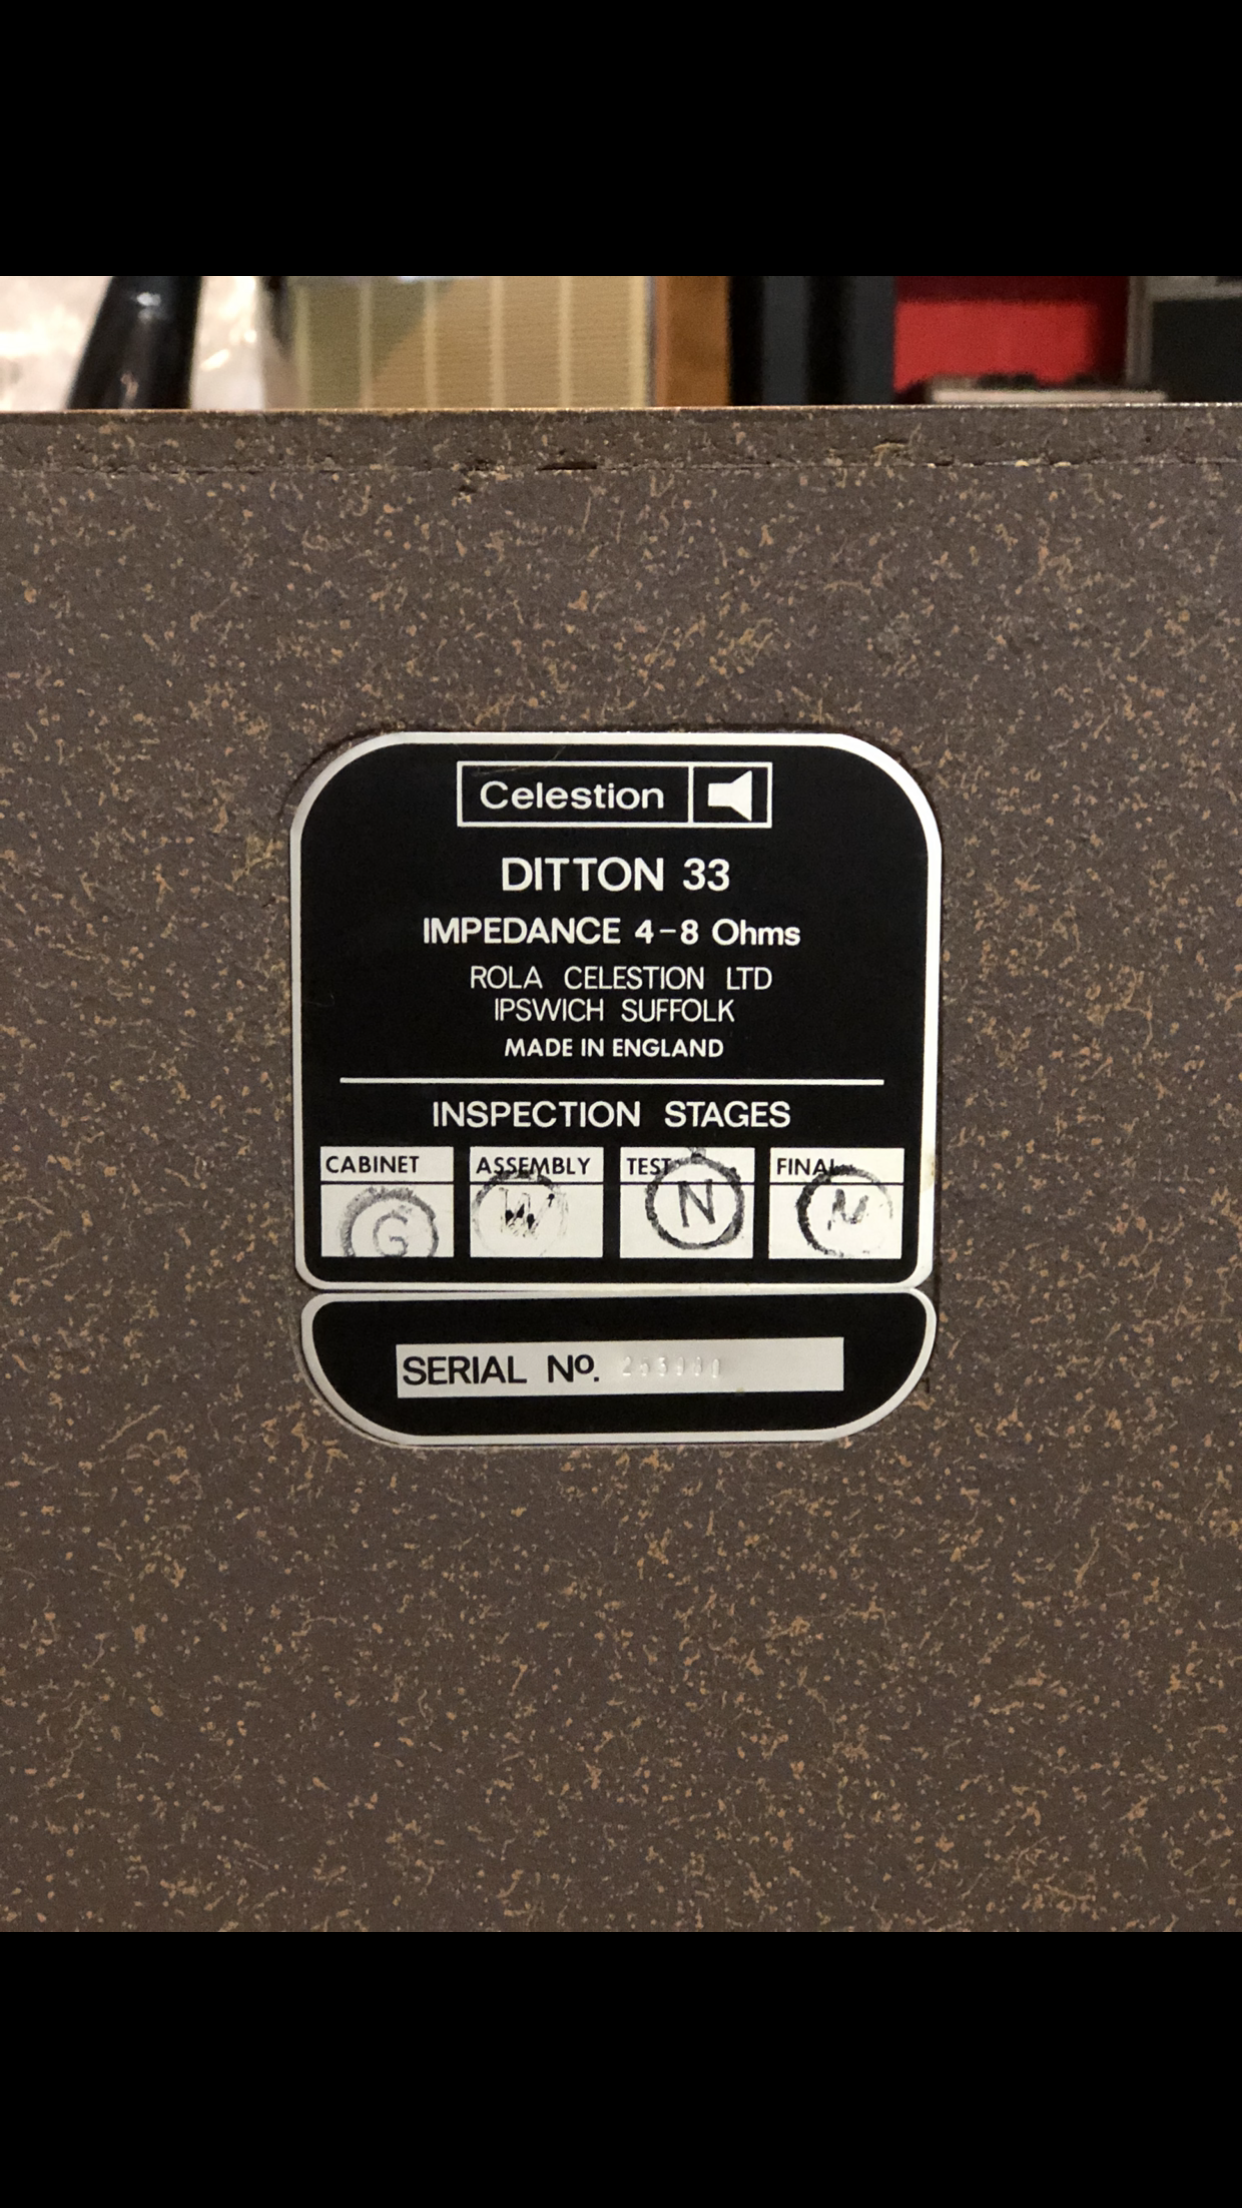 Celestion
DITTON 33
IMPEDANCE 4-8 Ohms
ROLA CELESTION LTD
IPSWICH SUFFOLK
MADE IN ENGLAND
INSPECTION STAGES
CABINET ASSEMBLY TEST FINAL
G W N N
SERIAL No.